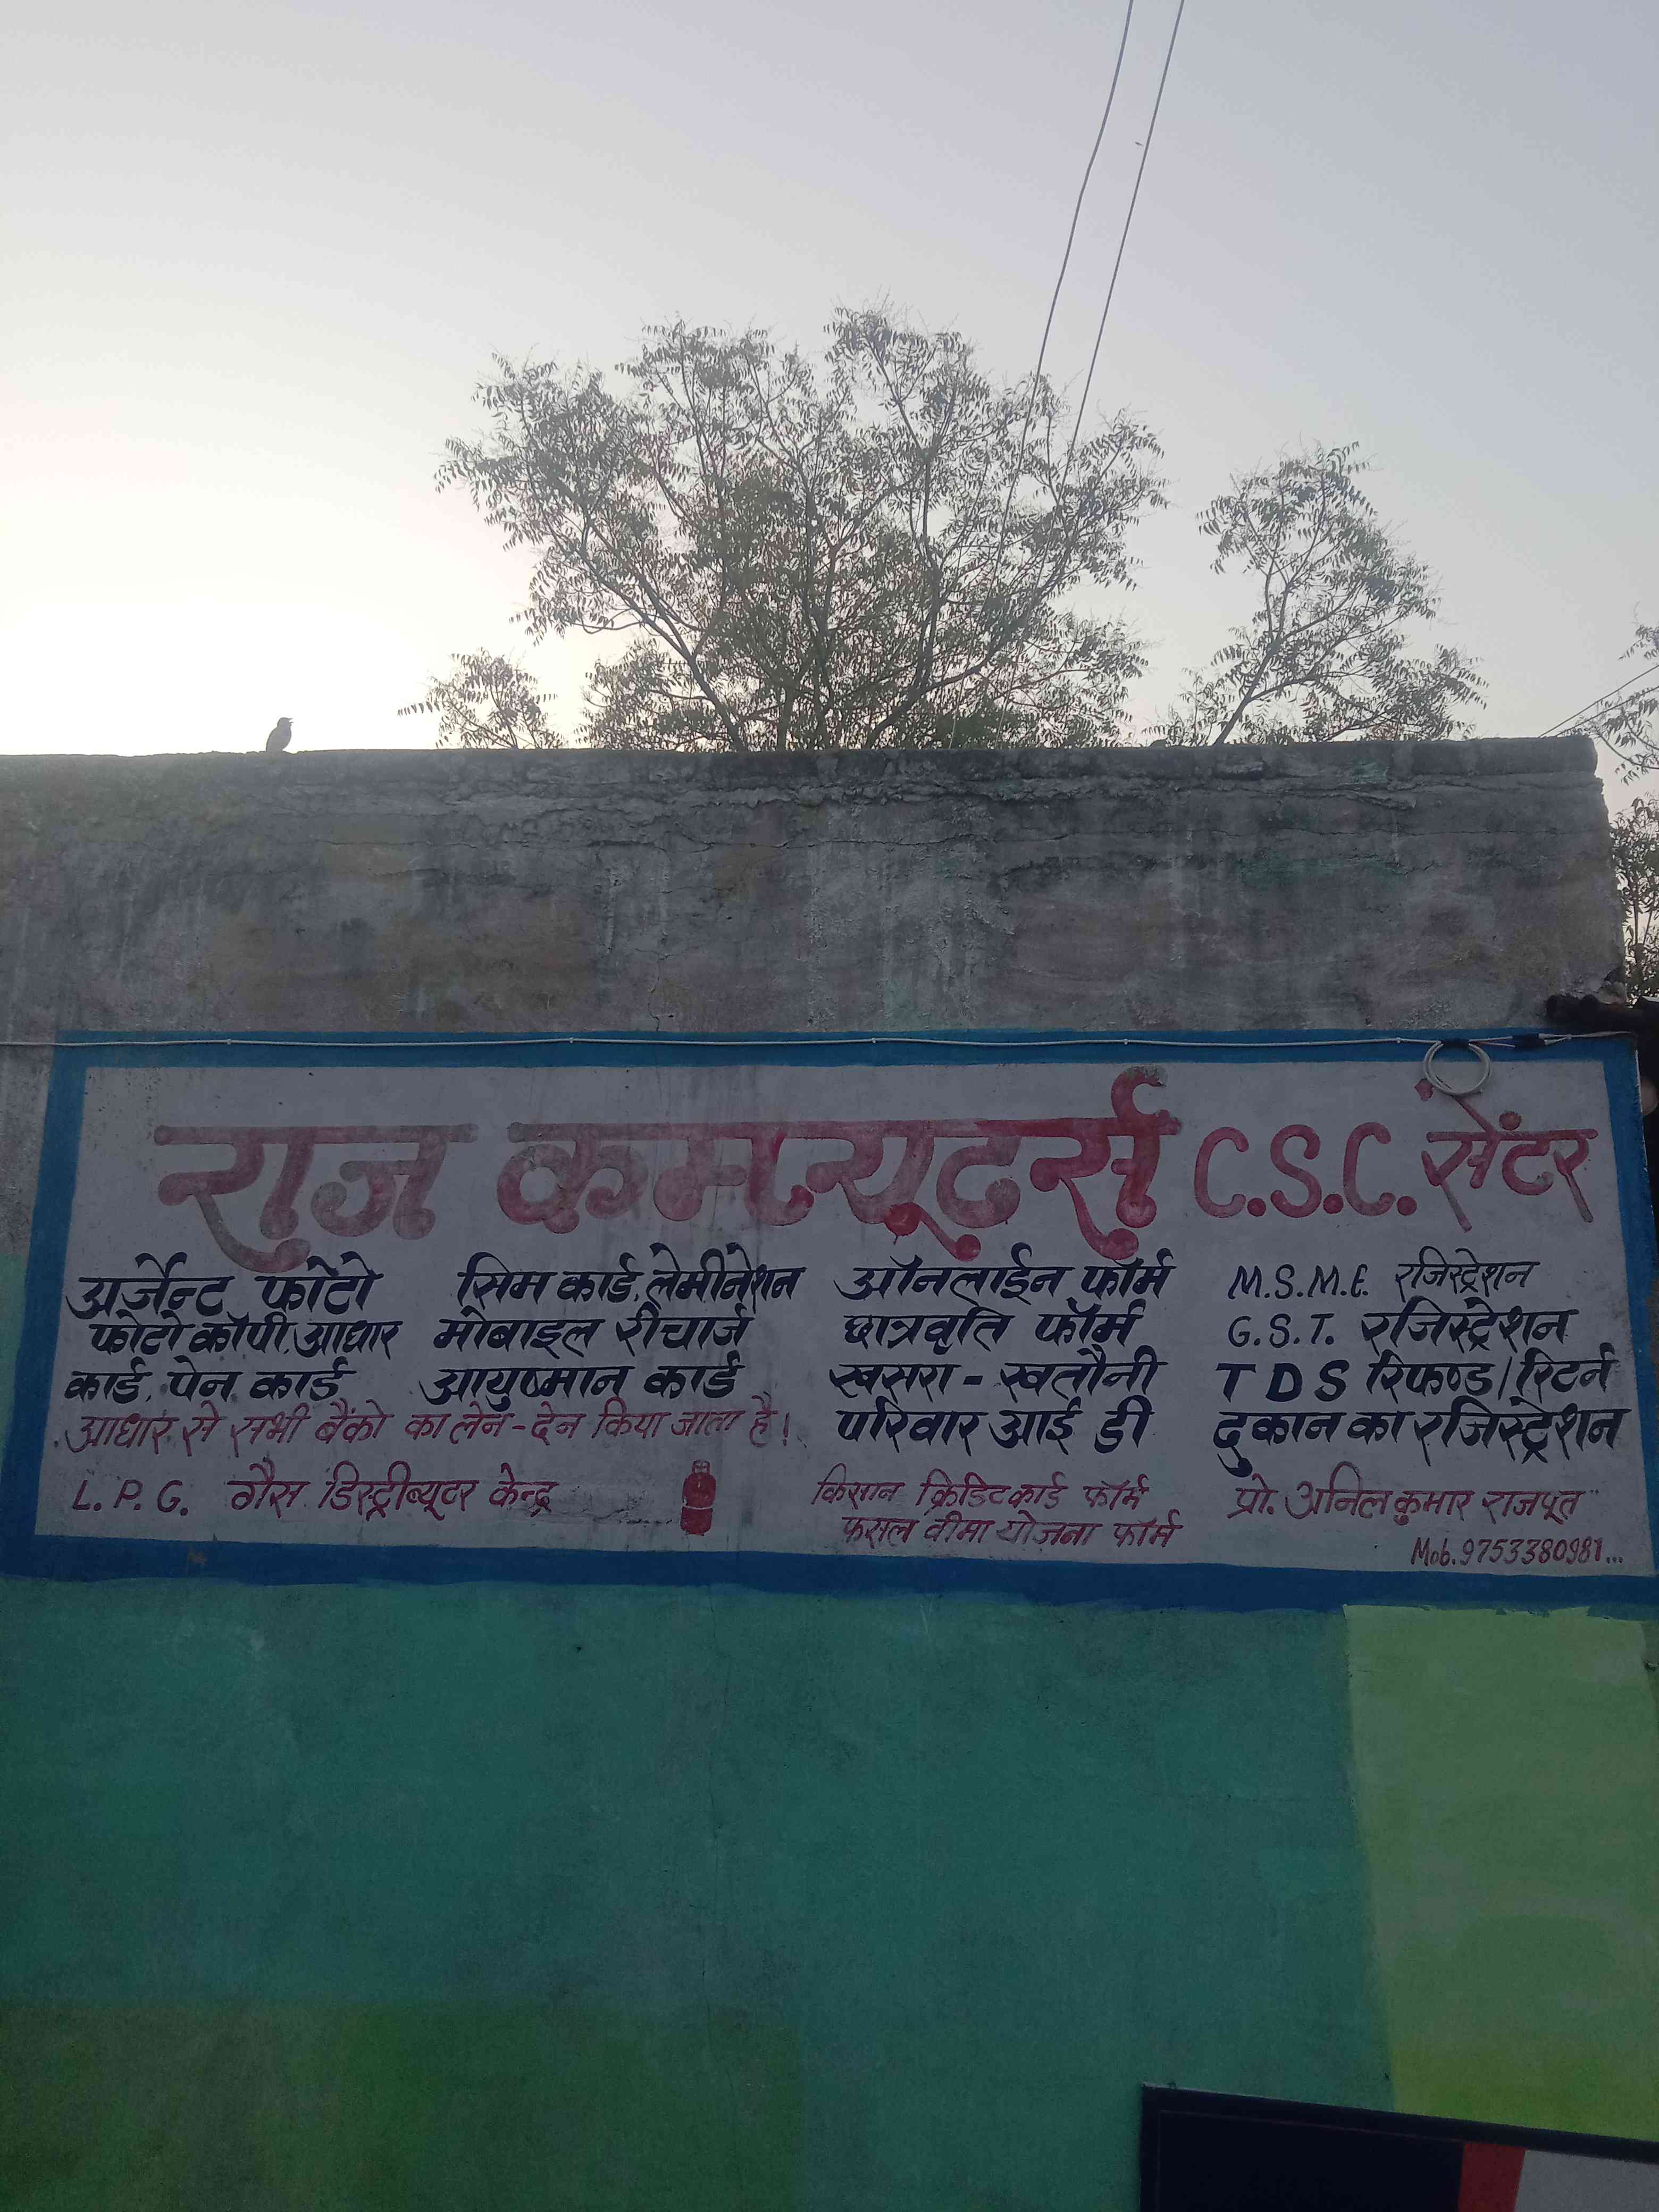 राज कम्प्यूटर्स C.S.C. सेंटर
अर्जेन्ट फोटो
फोटो कॉपी, आधार
कार्ड, पेन कार्ड
सिम कार्ड, लेमीनेशन
मोबाइल रीचार्ज
आयुष्मान कार्ड
आधार से सभी बैंको का लेन-देन किया जाता है!
L.P.G. गैस डिस्ट्रीब्यूटर केन्द्र
ऑनलाईन फॉर्म
छात्रवृति फॉर्म
खसरा-खतौनी
परिवार आई डी
किसान क्रिडिट कार्ड फॉर्म
फसल वीमा योजना फॉर्म
M.S.M.E. रजिस्ट्रेशन
G.S.T. रजिस्ट्रेशन
TDS रिफण्ड/रिटर्न
दुकान का रजिस्ट्रेशन
प्रो. अनिल कुमार राजपूत"
Mob. 9753380981...